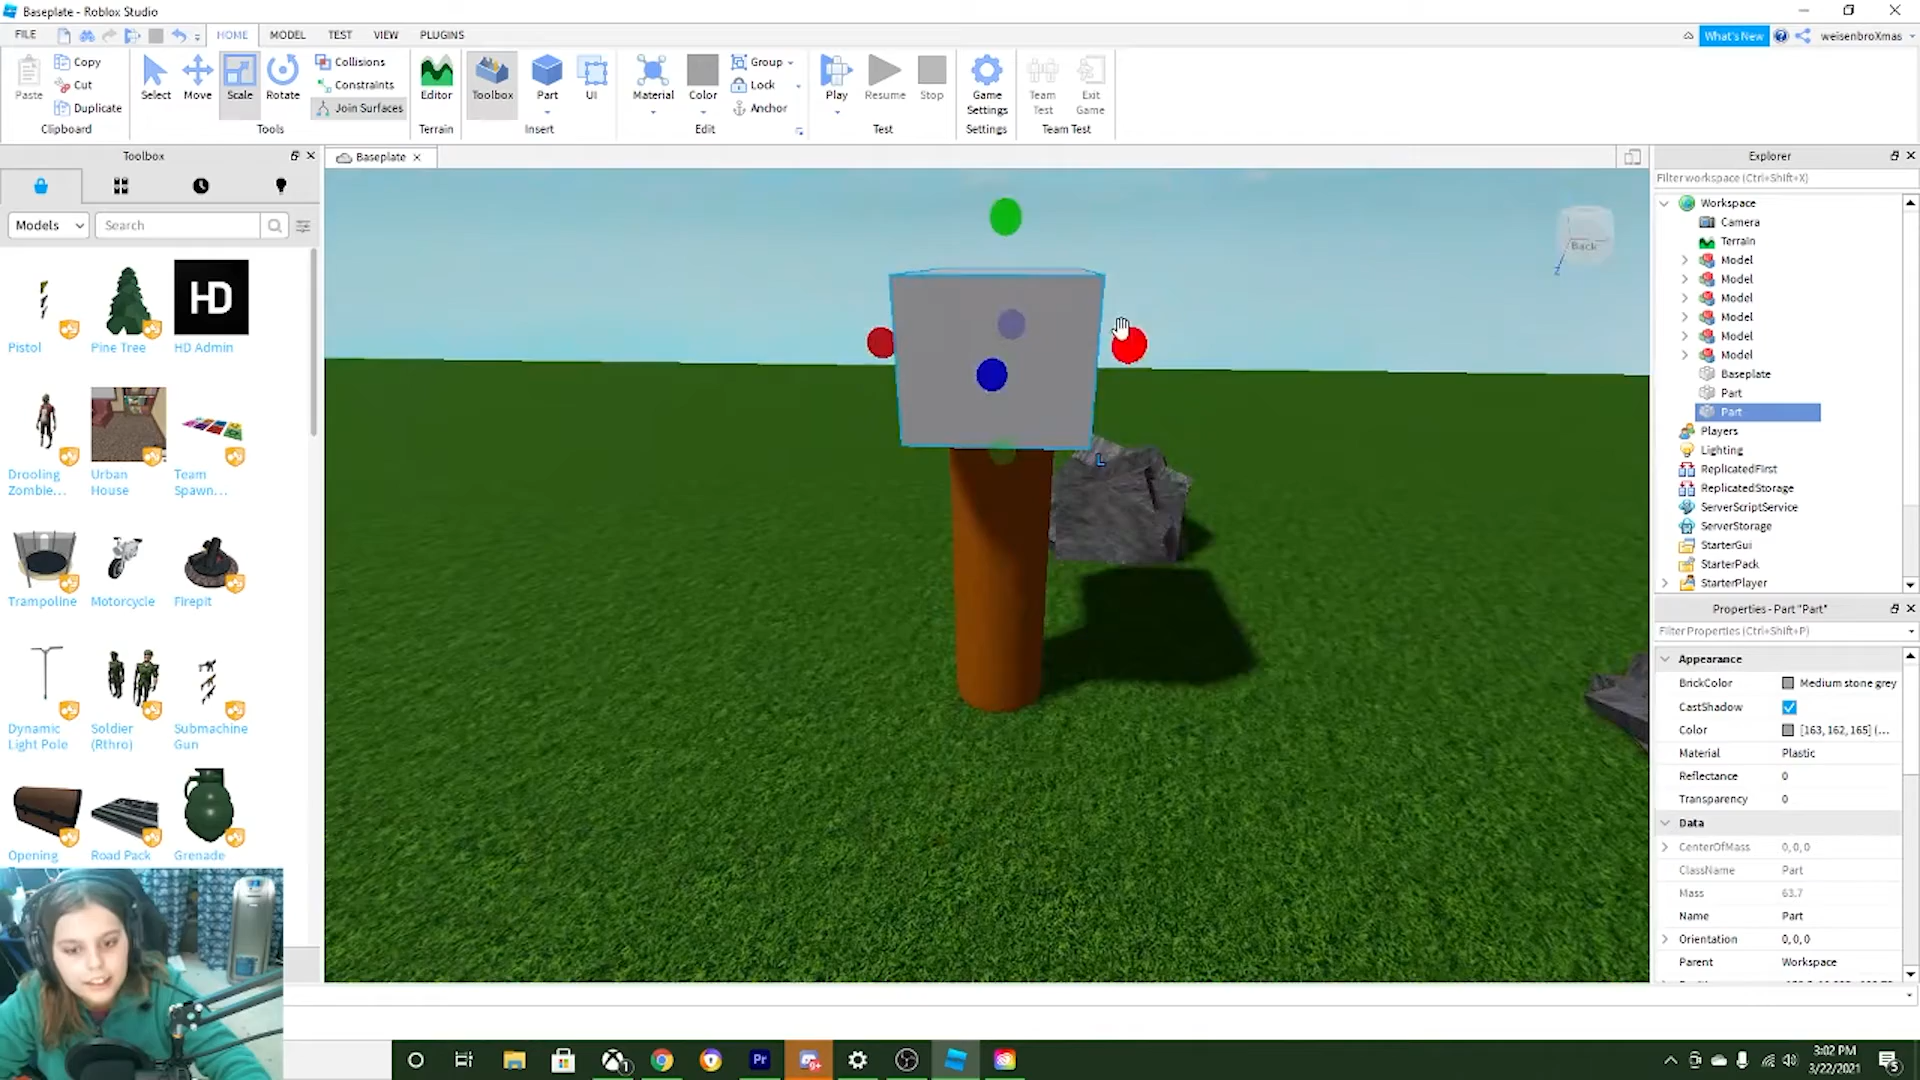 Baseplate - Roblox Studio
FILE HOME MODEL TEST VIEW PLUGINS What's New weisenbroXmas
Paste Copy Cut Duplicate Clipboard
Select Move Scale Rotate Collisions Constraints Join Surfaces Tools
Editor Terrain
Toolbox Part UI Insert
Material Color Group Lock Anchor Edit
Play Resume Stop Test
Game Settings Settings
Team Test Exit Game Team Test
Toolbox
Models Search
Pistol Pine Tree HD Admin
HD
Drooling Zombie... Urban House Team Spawn...
Trampoline Motorcycle Firepit
Dynamic Light Pole Soldier (Rthro) Submachine Gun
Opening Road Pack Grenade
Baseplate
Back
Z
L
Explorer
Filter workspace (Ctrl+Shift+X)
Workspace
Camera
Terrain
Model
Model
Model
Model
Model
Model
Baseplate
Part
Part
Players
Lighting
ReplicatedFirst
ReplicatedStorage
ServerScriptService
ServerStorage
StarterGui
StarterPack
StarterPlayer
Properties - Part "Part"
Filter Properties (Ctrl+Shift+P)
Appearance
BrickColor Medium stone grey
CastShadow
Color [163, 162, 165] (...
Material Plastic
Reflectance 0
Transparency 0
Data
CenterOfMass 0,0,0
ClassName Part
Mass 63.7
Name Part
Orientation 0,0,0
Parent Workspace
1 Pr 9+
3:02 PM
3/22/2021
5